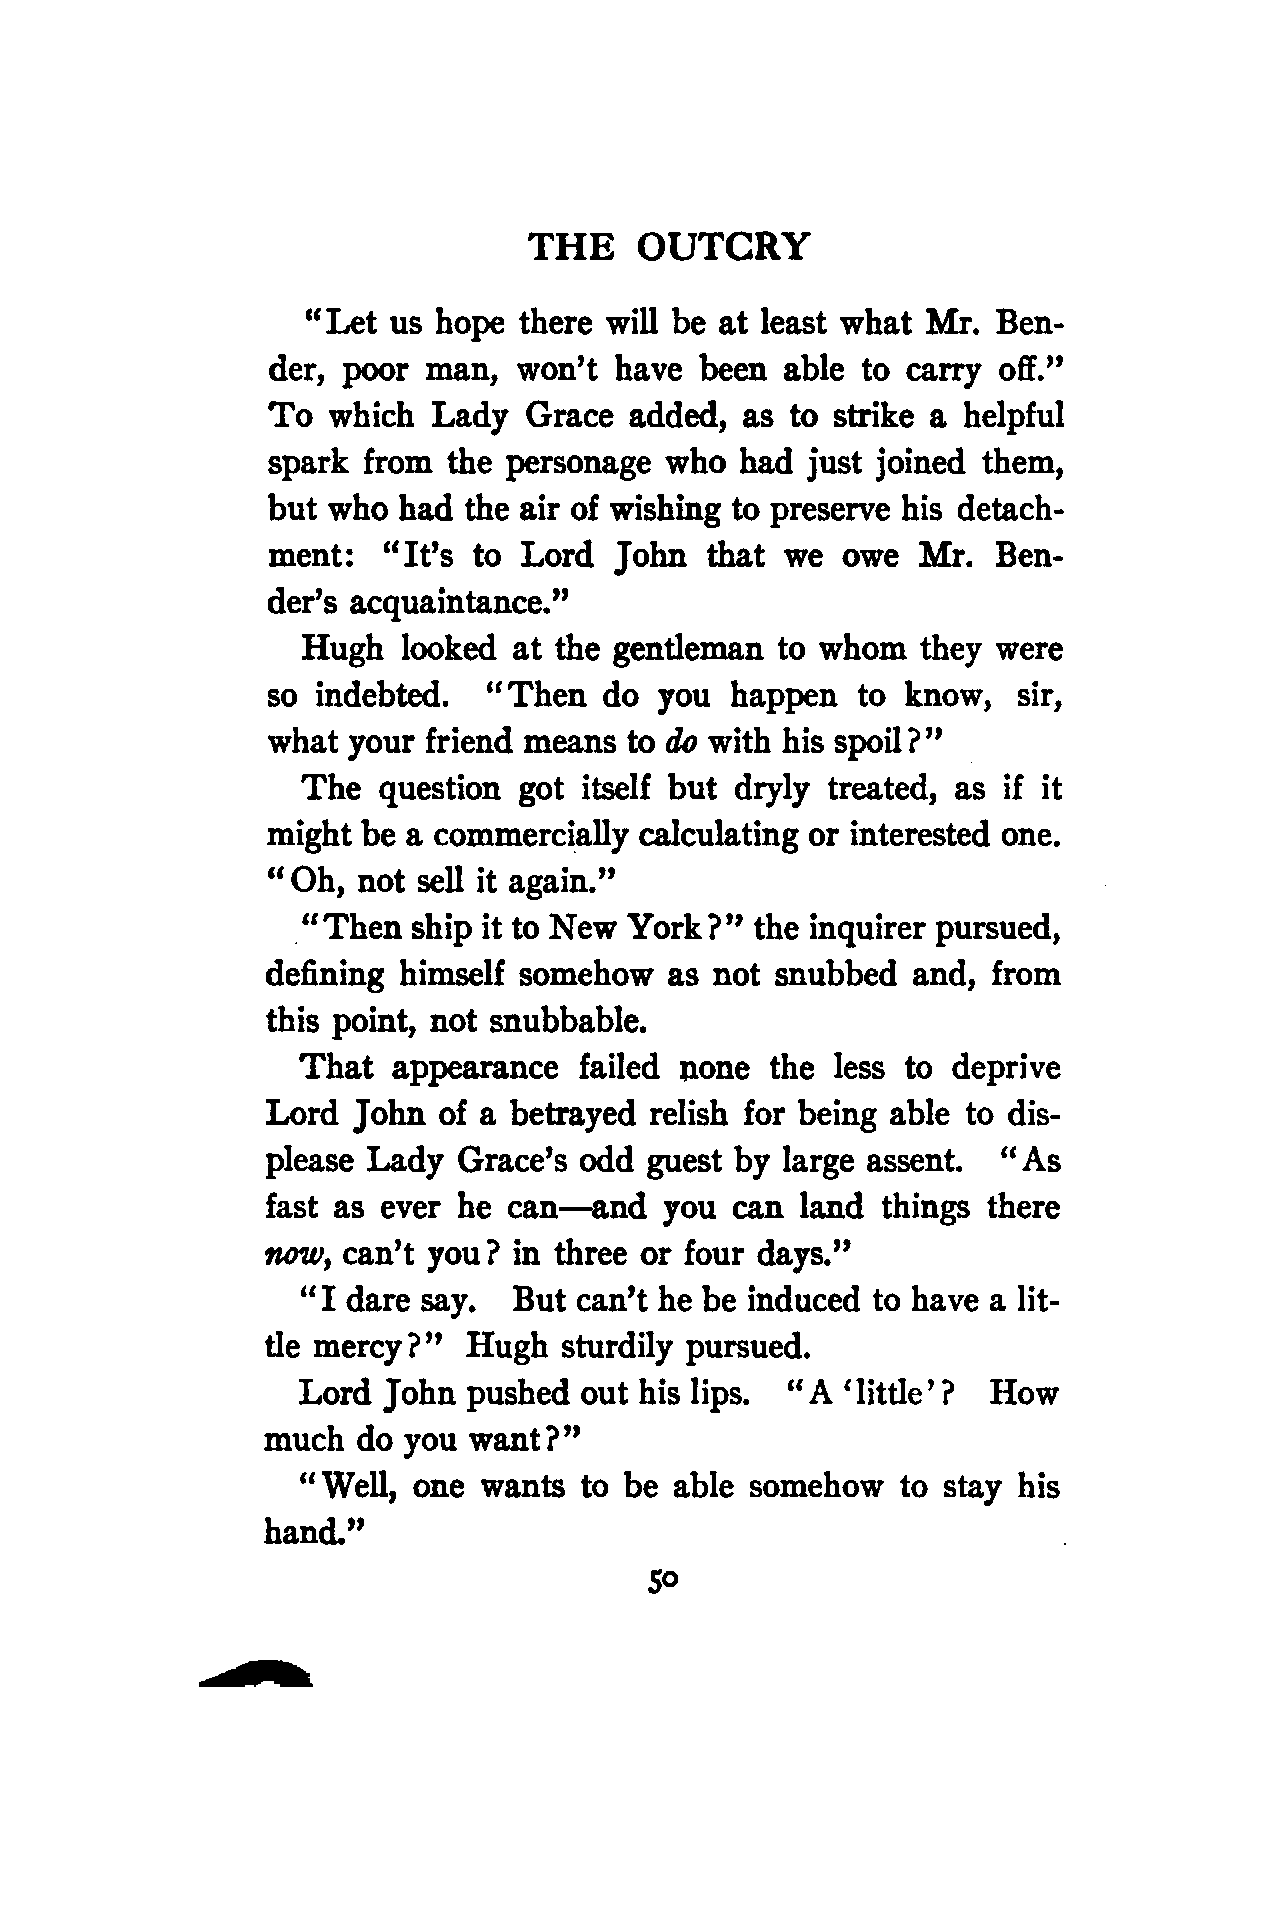 THE OUTCRY
“Let us hope there will be at least what Mr. Ben-
der, poor man, won’t have been able to carry off.”
To which Lady Grace added, as to strike a helpful
spark from the personage who had just joined them,
but who had the air of wishing to preserve his detach-
ment: “It’s to Lord John that we owe Mr. Ben-
der’s acquaintance.”
Hugh looked at the gentleman to whom they were
so indebted. “Then do you happen to know, sir,
what your friend means to do with his spoil?”
The question got itself but dryly treated, as if it
might be a commercially calculating or interested one.
“Oh, not sell it again.”
“Then ship it to New York?” the inquirer pursued,
defining himself somehow as not snubbed and, from
this point, not snubbable.
That appearance failed none the less to deprive
Lord John of a betrayed relish for being able to dis-
please Lady Grace’s odd guest by large assent. “As
fast as ever he can—and you can land things there
now, can’t you? in three or four days.”
“I dare say. But can’t he be induced to have a lit-
tle mercy?” Hugh sturdily pursued.
Lord John pushed out his lips. “A ‘little’? How
much do you want?”
“Well, one wants to be able somehow to stay his
hand.”
50